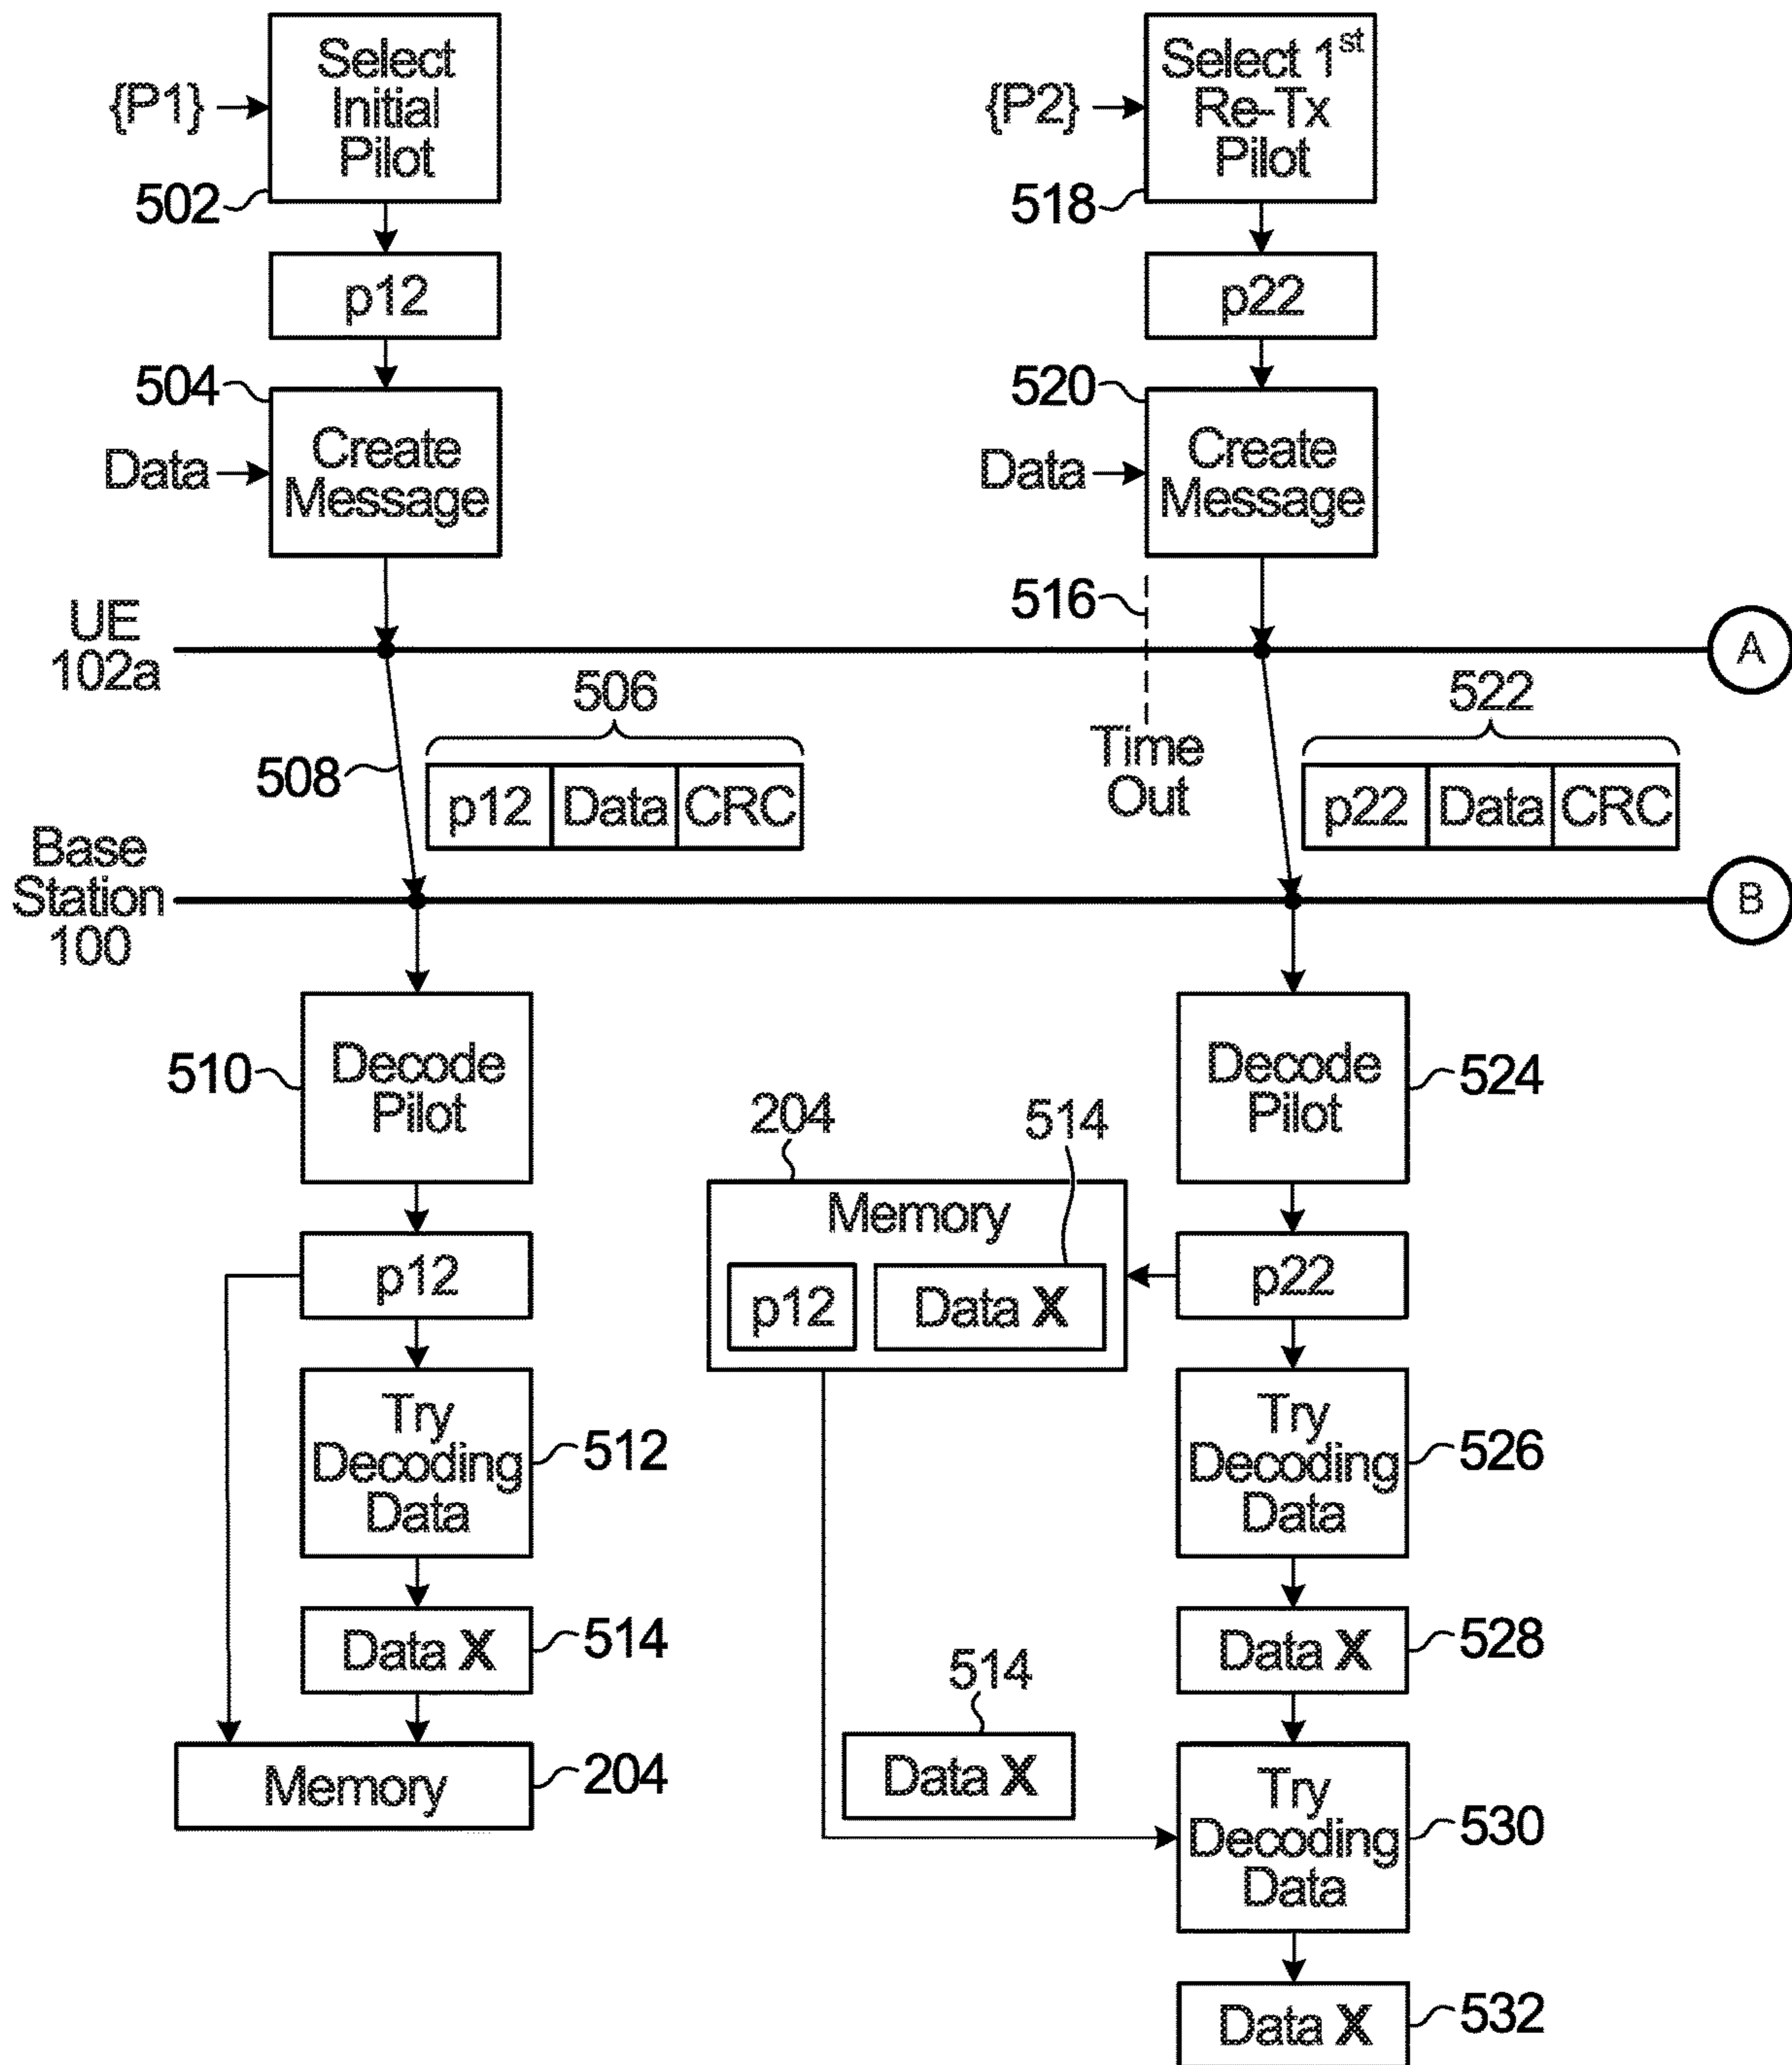 Select
Initial
Pilot
{P1}
502
p12
504
Create
Message
Data
Select 1st
Re-Tx
Pilot
{P2}
518
p22
520
Create
Message
Data
516
UE
102a
A
506
522
508
p12 Data CRC
Time
Out
p22 Data CRC
Base
Station
100
B
Decode
Pilot
510
p12
Try
Decoding
Data
512
Data X
514
Memory
204
204
514
Memory
p12
Data X
Decode
Pilot
524
p22
Try
Decoding
Data
526
Data X
528
514
Data X
Try
Decoding
Data
530
Data X
532